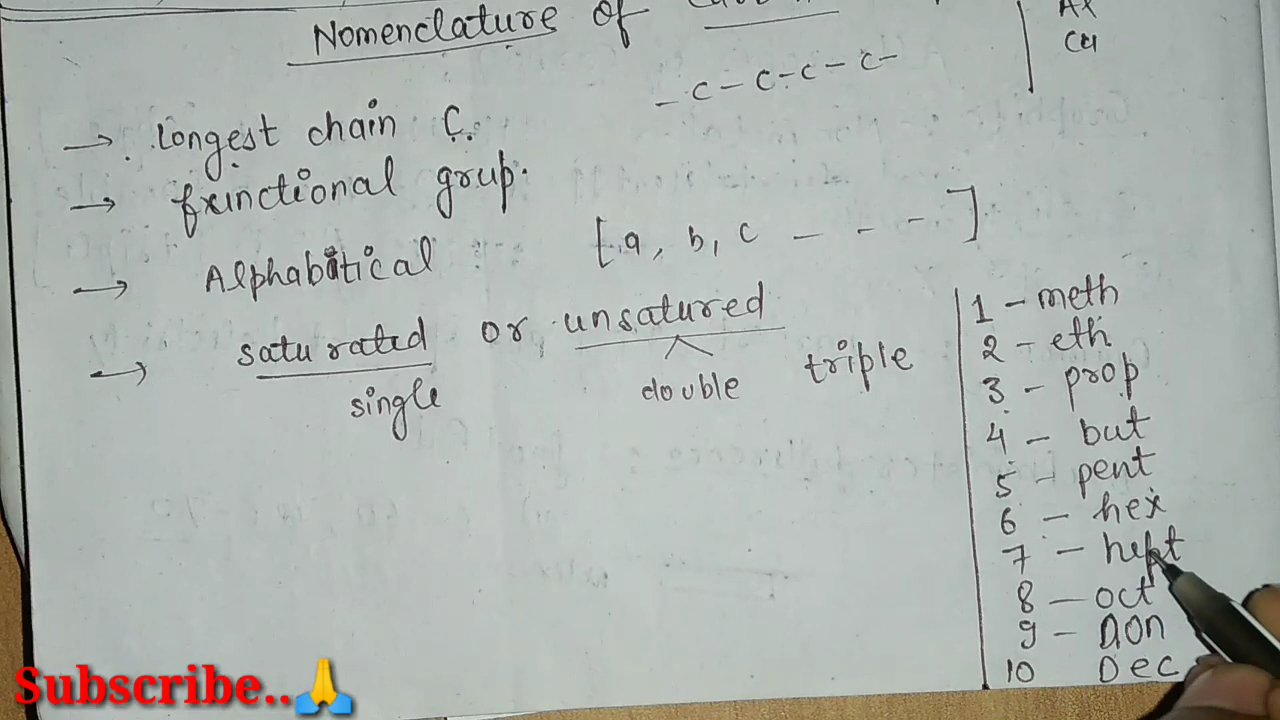 Nomenclature of
- C - C - C - C -
CH
→ Longest chain C.
→ functional grup.
→ Alphabatical [a, b, c - - - ]
→ saturated or unsatured
single double triple
1 - meth
2 - eth
3 - prop
4 - but
5 - pent
6 - hex
7 - hept
8 - oct
9 - non
10 Dec
Subscribe..🙏